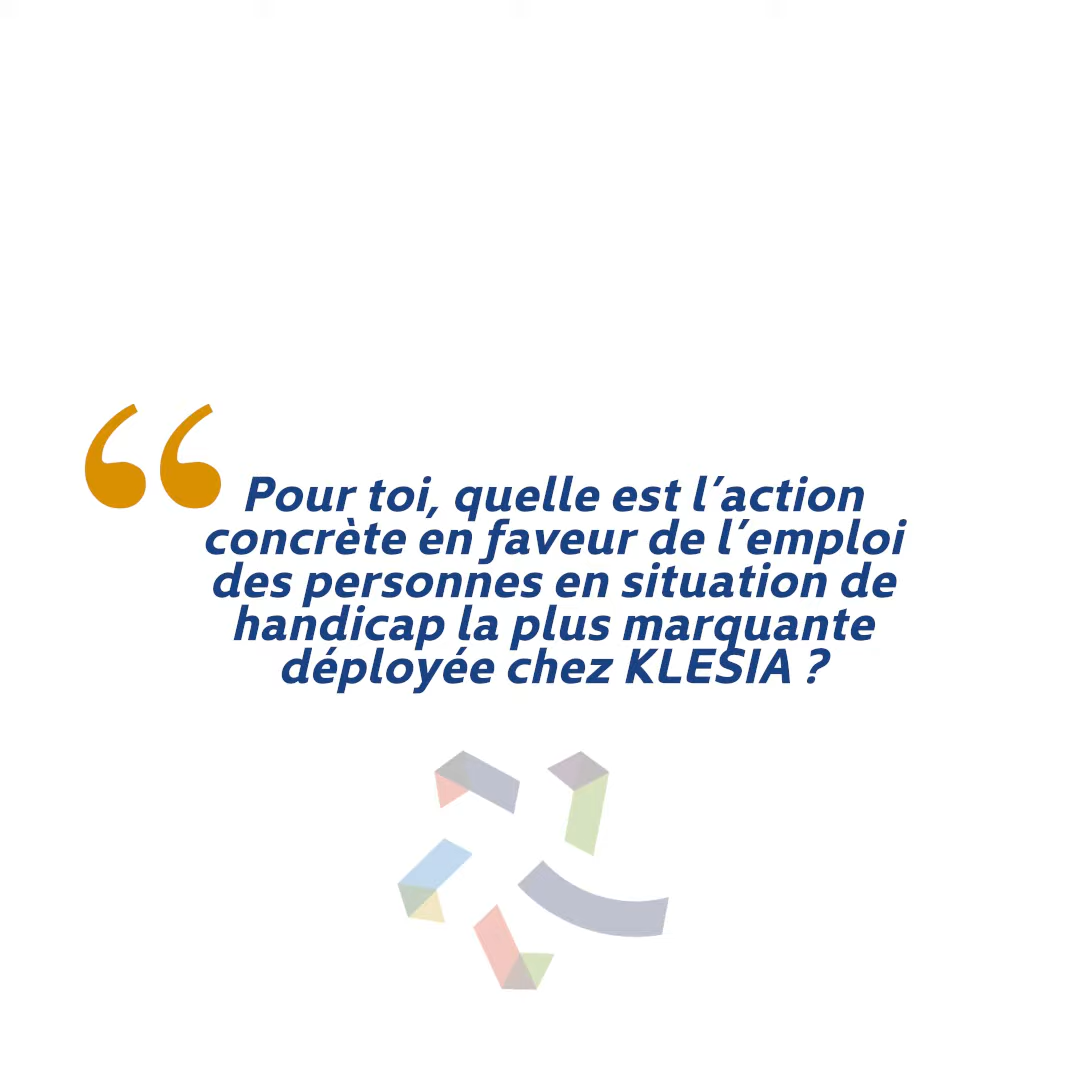 “
Pour toi, quelle est l’action
concrète en faveur de l’emploi
des personnes en situation de
handicap la plus marquante
déployée chez KLESIA ?